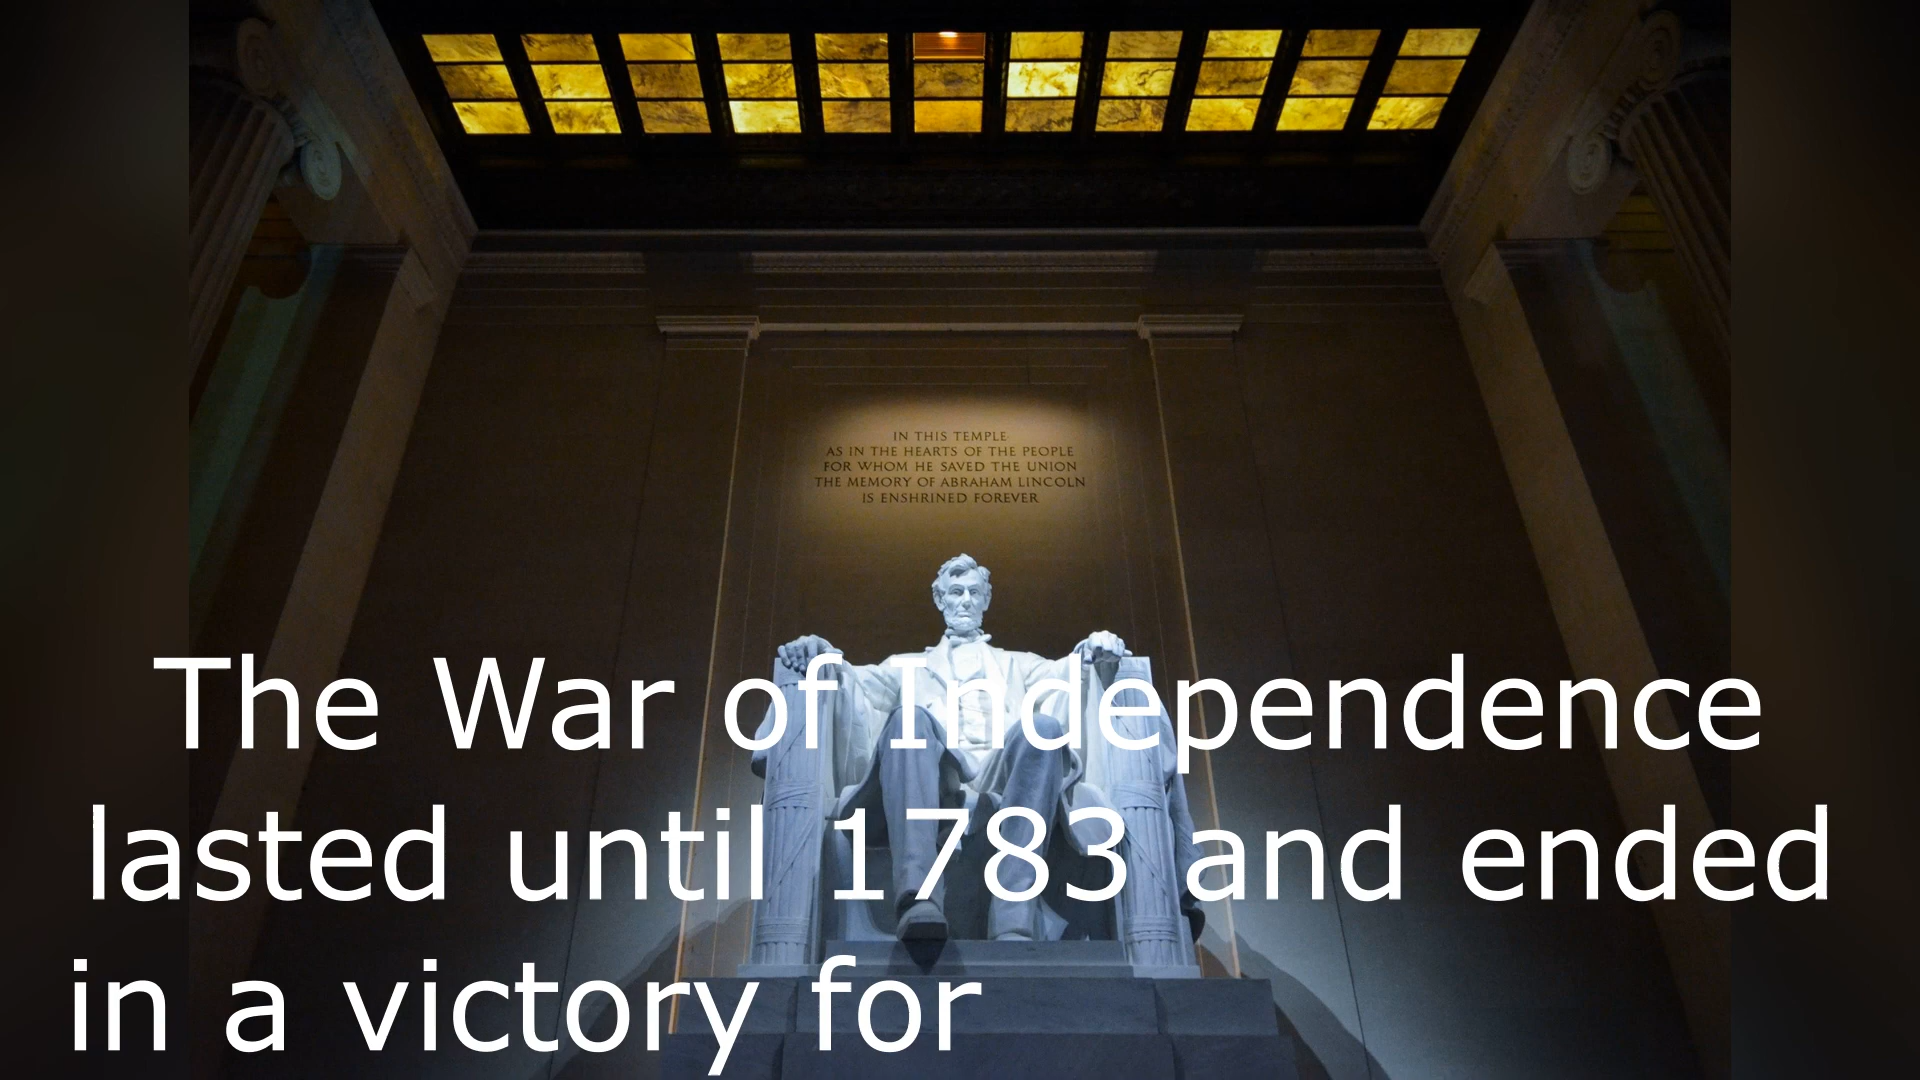 IN THIS TEMPLE
AS IN THE HEARTS OF THE PEOPLE
FOR WHOM HE SAVED THE UNION
THE MEMORY OF ABRAHAM LINCOLN
IS ENSHRINED FOREVER
The War of Independence
lasted until 1783 and ended
in a victory for